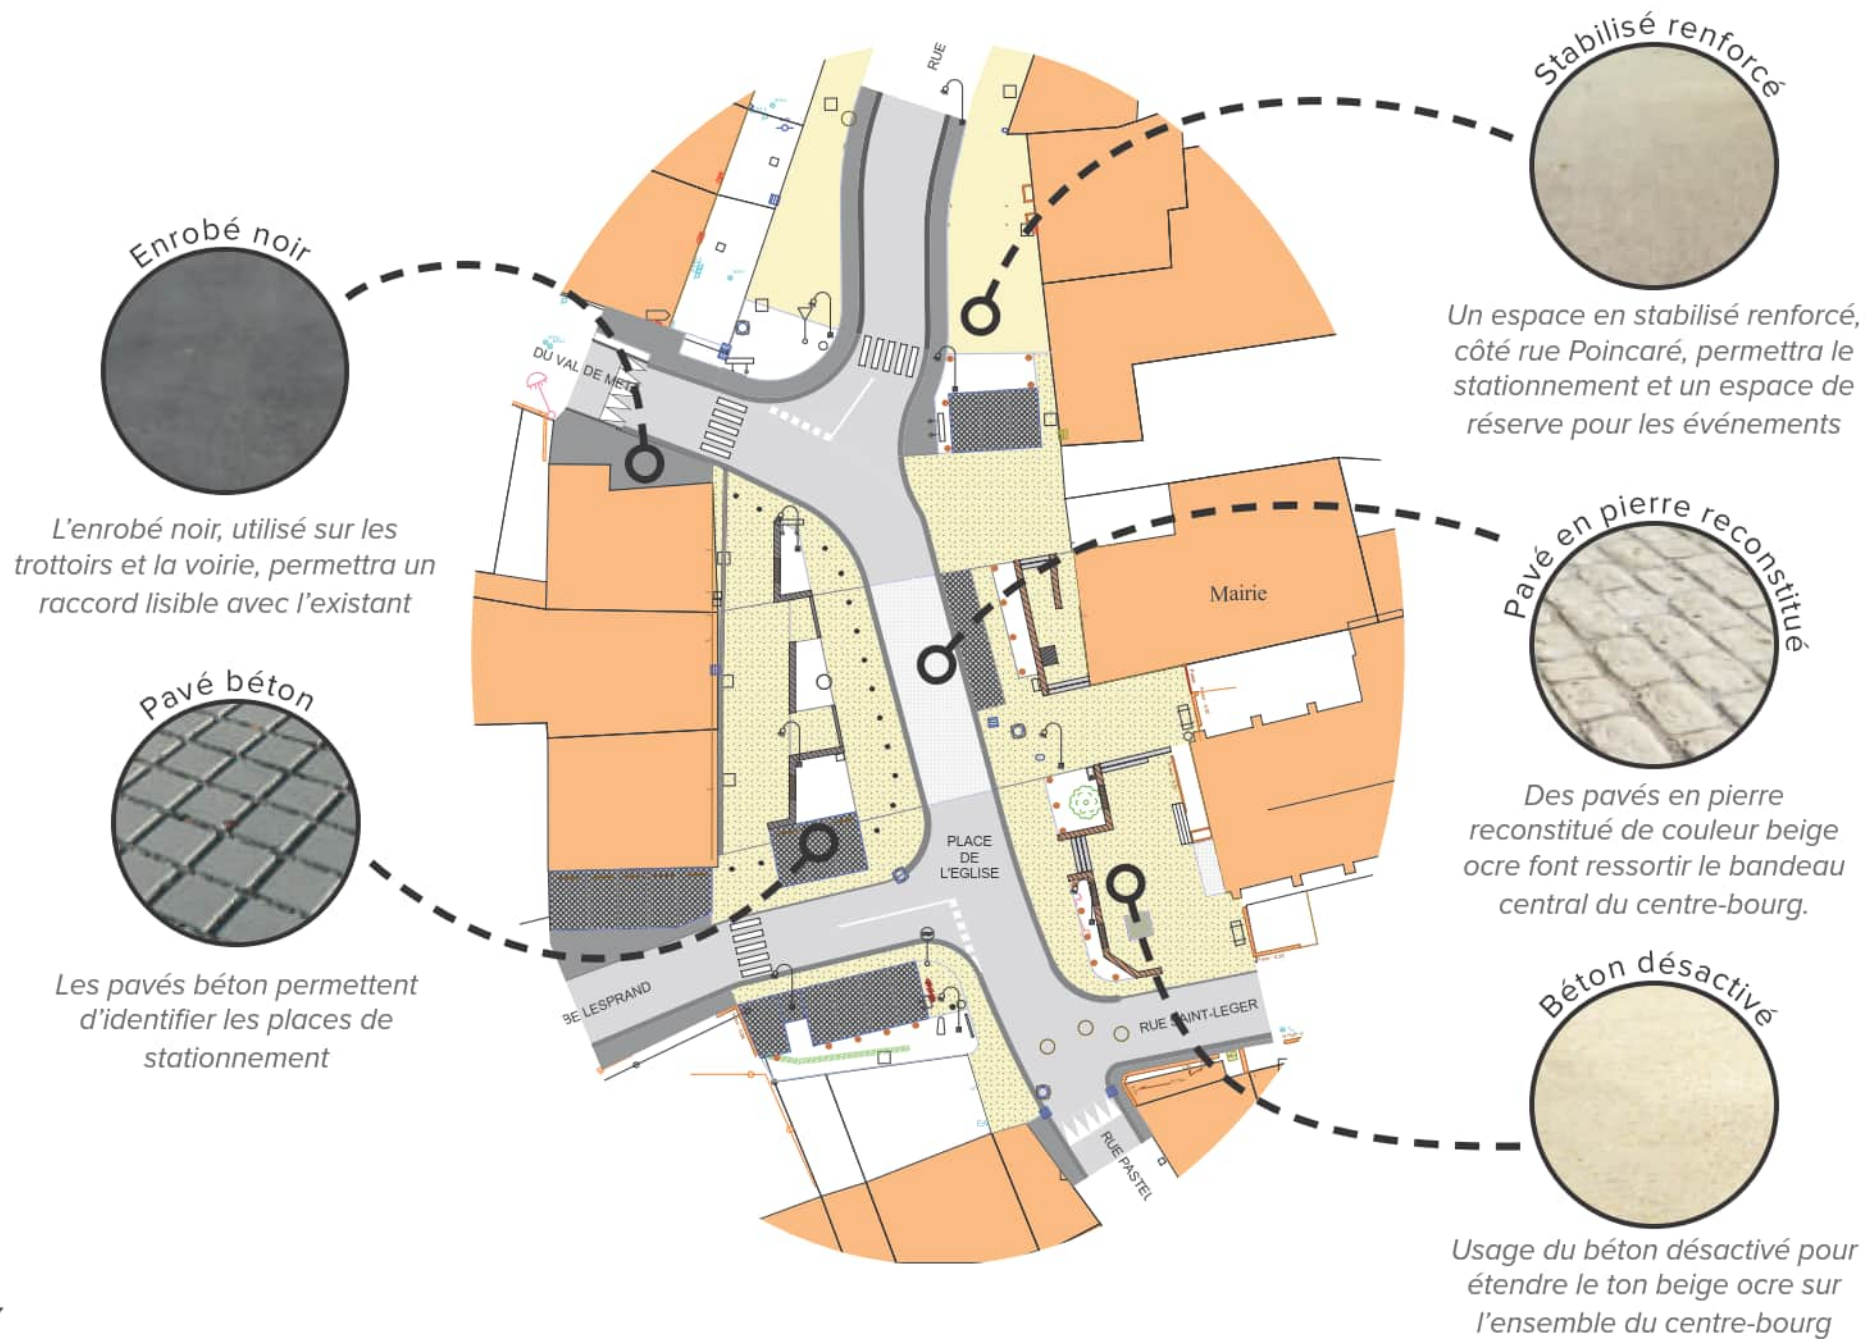 Enrobé noir
L'enrobé noir, utilisé sur les
trottoirs et la voirie, permettra un
raccord lisible avec l'existant
Pavé béton
Les pavés béton permettent
d'identifier les places de
stationnement
RUE
DU VAL DE
Mairie
PLACE
DE
L'EGLISE
BE LESPRAND
RUE SAINT-LEGER
RUE PASTEU
Stabilisé renforcé
Un espace en stabilisé renforcé,
côté rue Poincaré, permettra le
stationnement et un espace de
réserve pour les événements
Pavé en pierre reconstitué
Des pavés en pierre
reconstitué de couleur beige
ocre font ressortir le bandeau
central du centre-bourg.
Béton désactivé
Usage du béton désactivé pour
étendre le ton beige ocre sur
l'ensemble du centre-bourg